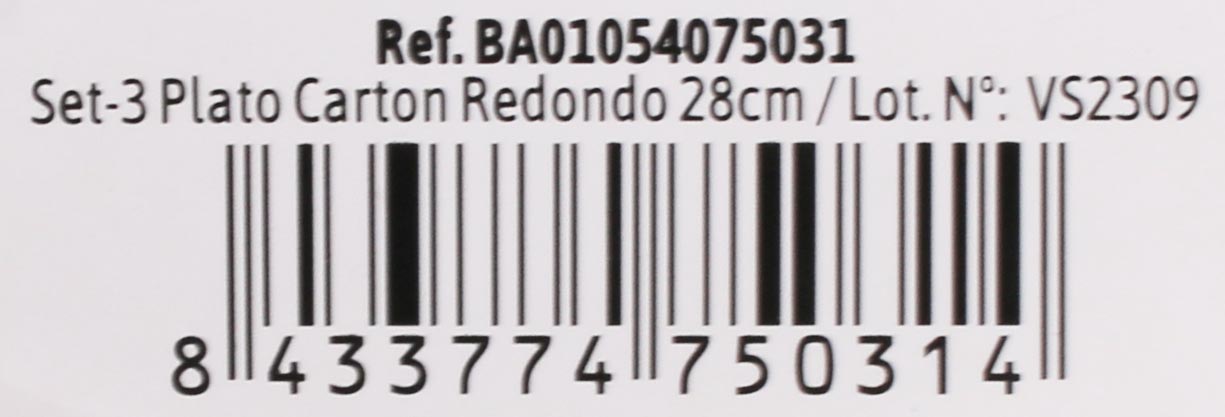 Ref. BA01054075031
Set-3 Plato Carton Redondo 28cm / Lot. Nº: VS2309
8 433774 750314